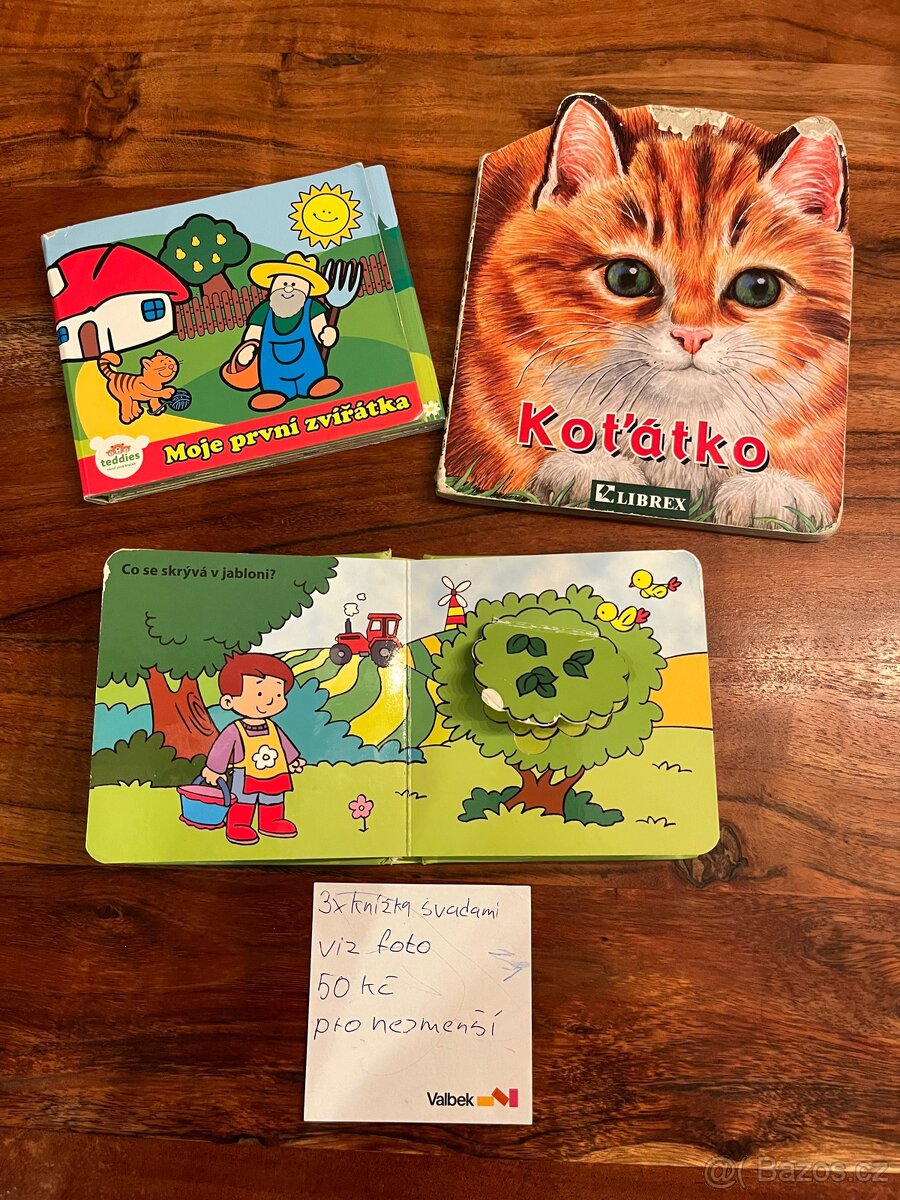 Moje první zvířátka
teddies
Koťátko
LIBREX
Co se skrývá v jabloni?
3x knížka svadami
viz foto
50 Kč
pro nejmenší
Valbek
@( Bazos.cz